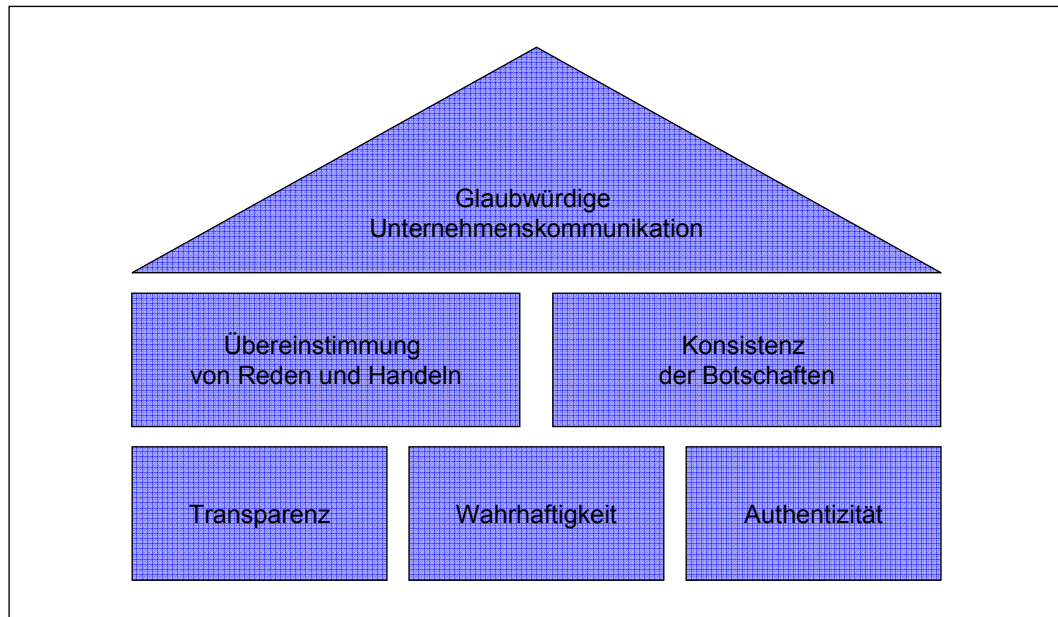 Glaubwürdige
Unternehmenskommunikation
Übereinstimmung
von Reden und Handeln
Konsistenz
der Botschaften
Transparenz
Wahrhaftigkeit
Authentizität